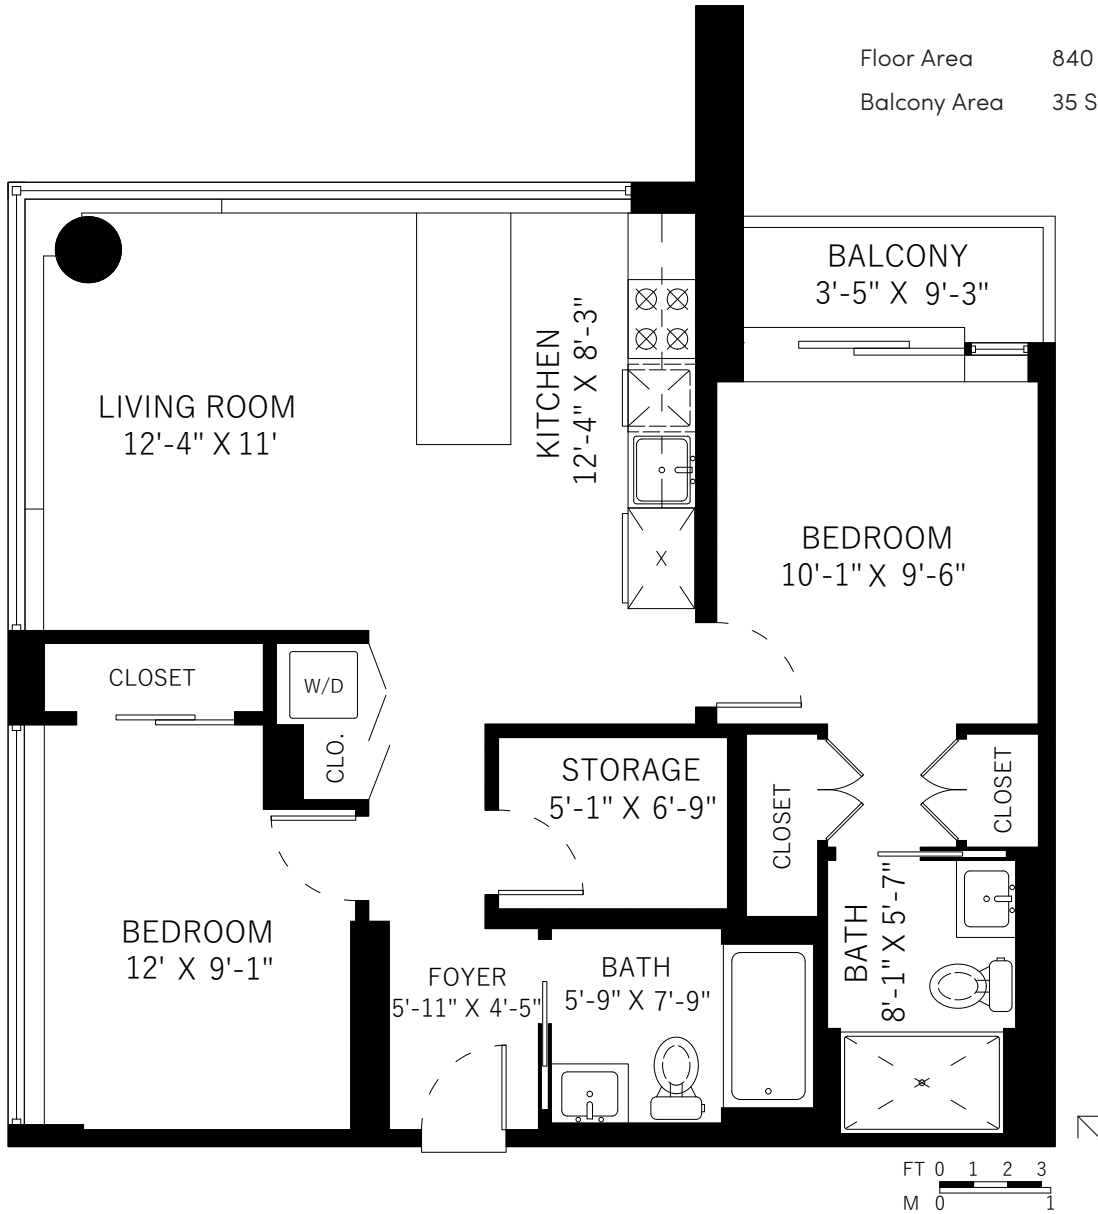 Floor Area 840
Balcony Area 35 S
BALCONY
3'-5" X 9'-3"
KITCHEN
12'-4" X 8'-3"
LIVING ROOM
12'-4" X 11'
BEDROOM
10'-1" X 9'-6"
X
CLOSET
W/D
CLO.
STORAGE
5'-1" X 6'-9"
CLOSET
CLOSET
BEDROOM
12' X 9'-1"
FOYER
5'-11" X 4'-5"
BATH
5'-9" X 7'-9"
BATH
8'-1" X 5'-7"
FT 0 1 2 3
M 0 1